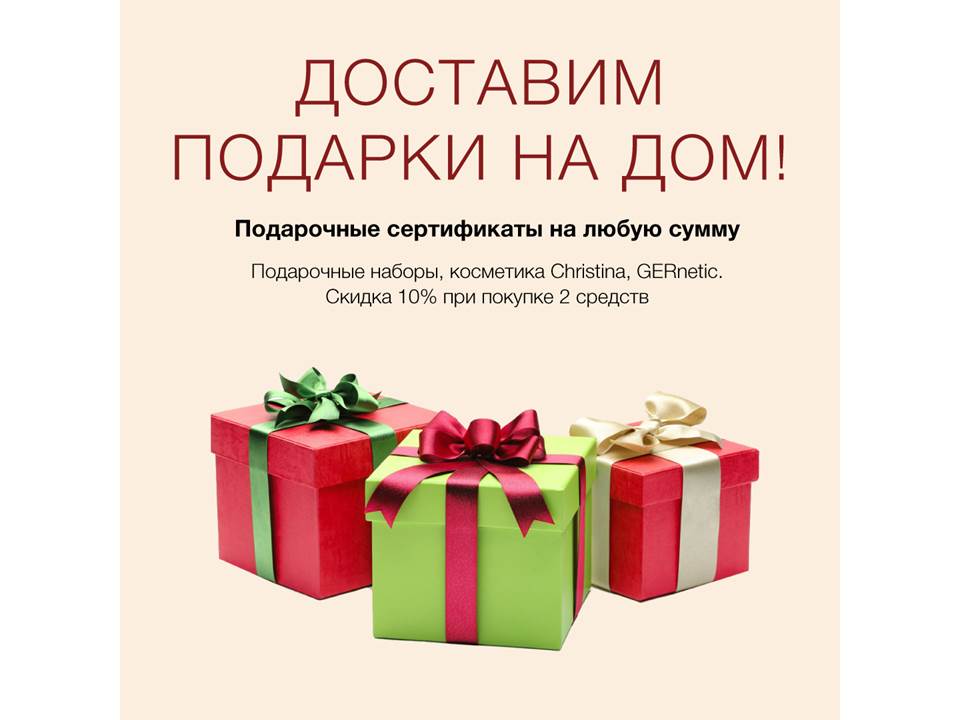 ДОСТАВИМ
ПОДАРКИ НА ДОМ!
Подарочные сертификаты на любую сумму
Подарочные наборы, косметика Christina, GERnetic.
Скидка 10% при покупке 2 средств